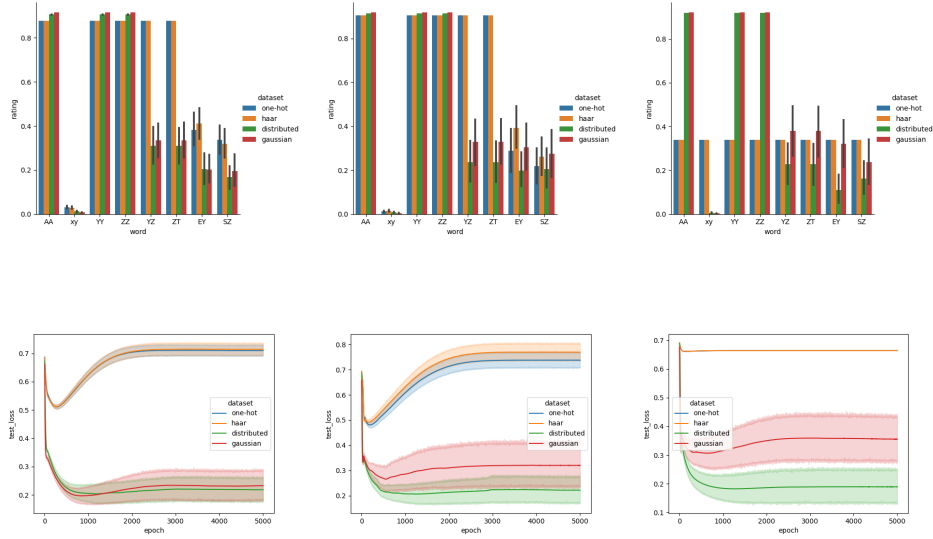 rating
0.8
0.6
0.4
0.2
0.0
AA xy YY ZZ YZ ZT EY SZ
word
dataset
one-hot
haar
distributed
gaussian
rating
0.8
0.6
0.4
0.2
0.0
AA xy YY ZZ YZ ZT EY SZ
word
dataset
one-hot
haar
distributed
gaussian
rating
0.8
0.6
0.4
0.2
0.0
AA xy YY ZZ YZ ZT EY SZ
word
dataset
one-hot
haar
distributed
gaussian
test_loss
0.7
0.6
0.5
0.4
0.3
0.2
0 1000 2000 3000 4000 5000
epoch
dataset
one-hot
haar
distributed
gaussian
test_loss
0.8
0.7
0.6
0.5
0.4
0.3
0.2
0 1000 2000 3000 4000 5000
epoch
dataset
one-hot
haar
distributed
gaussian
test_loss
0.7
0.6
0.5
0.4
0.3
0.2
0.1
0 1000 2000 3000 4000 5000
epoch
dataset
one-hot
haar
distributed
gaussian